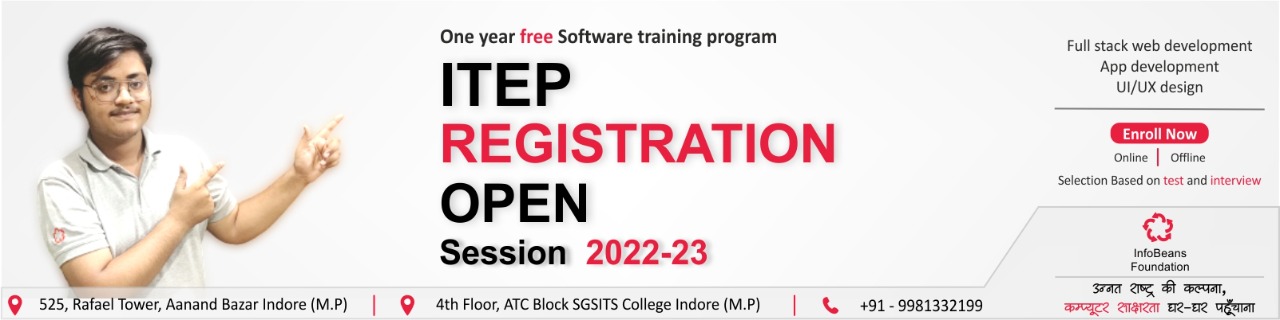 One year free Software training program
ITEP
REGISTRATION
OPEN
Session 2022-23
Full stack web development
App development
UI/UX design
Enroll Now
Online | Offline
Selection Based on test and interview
InfoBeans
Foundation
उन्नत राष्ट्र की कल्पना,
कम्प्यूटर साक्षरता घर-घर पहुँचाना
525, Rafael Tower, Aanand Bazar Indore (M.P) | 4th Floor, ATC Block SGSITS College Indore (M.P) | +91 - 9981332199